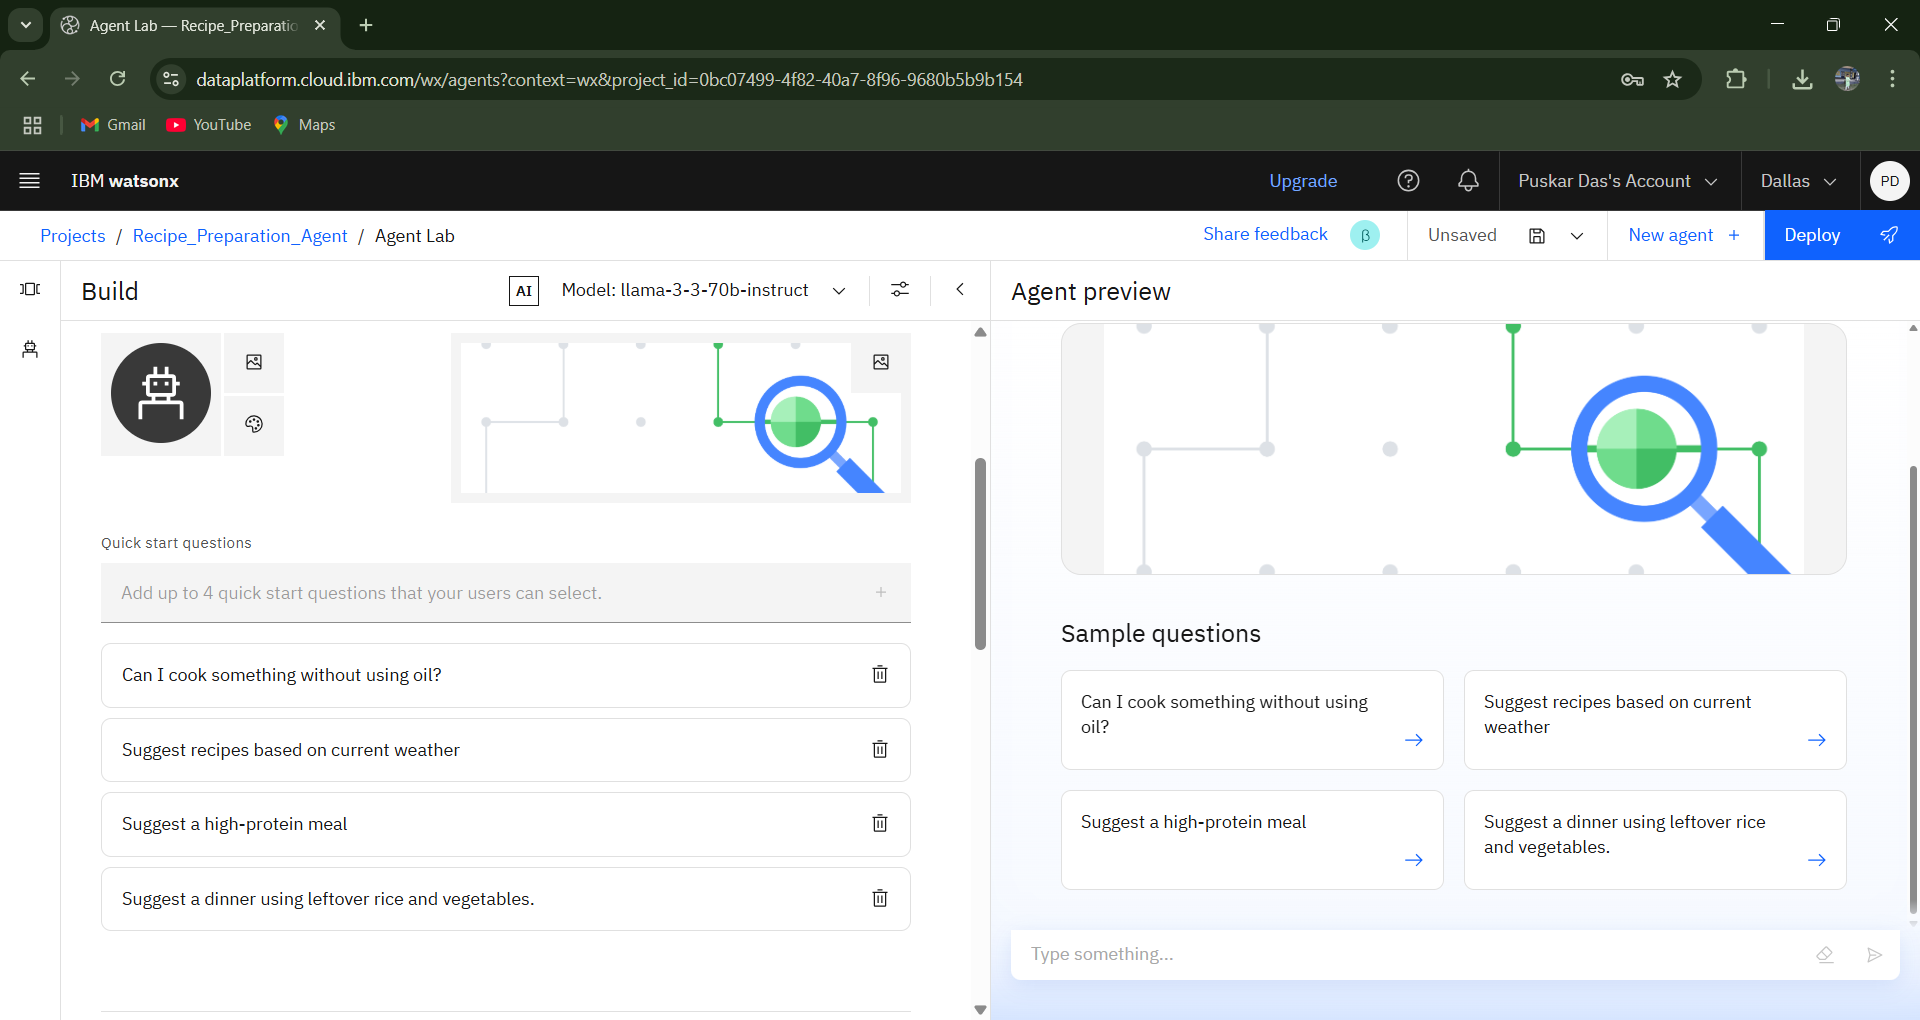 Agent Lab — Recipe_Preparatio
dataplatform.cloud.ibm.com/wx/agents?context=wx&project_id=0bc07499-4f82-40a7-8f96-9680b5b9b154
Gmail
YouTube
Maps
IBM watsonx
Upgrade
Puskar Das's Account
Dallas
PD
Projects / Recipe_Preparation_Agent / Agent Lab
Share feedback
β
Unsaved
New agent +
Deploy
Build
AI
Model: llama-3-3-70b-instruct
Agent preview
Quick start questions
Add up to 4 quick start questions that your users can select.
Can I cook something without using oil?
Suggest recipes based on current weather
Suggest a high-protein meal
Suggest a dinner using leftover rice and vegetables.
Sample questions
Can I cook something without using
oil?
Suggest recipes based on current
weather
Suggest a high-protein meal
Suggest a dinner using leftover rice
and vegetables.
Type something...